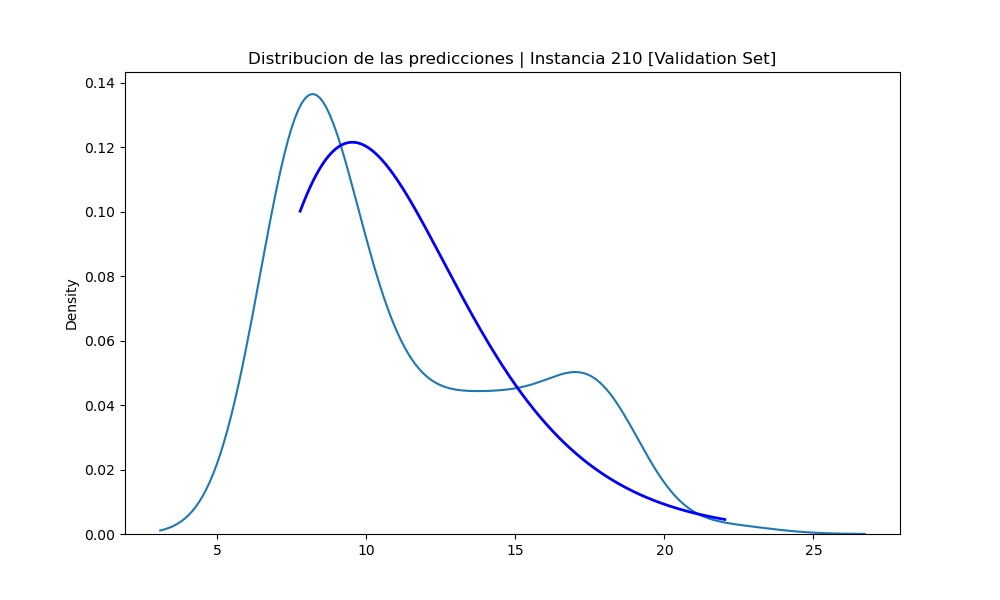 Distribucion de las predicciones | Instancia 210 [Validation Set]
Density
0.14
0.12
0.10
0.08
0.06
0.04
0.02
0.00
5 10 15 20 25